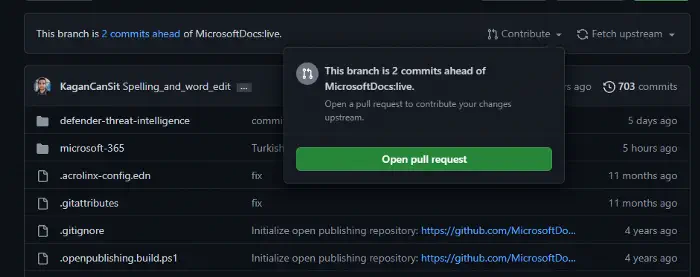 This branch is 2 commits ahead of MicrosoftDocs:live.
Contribute
Fetch upstream
This branch is 2 commits ahead of
MicrosoftDocs:live.
Open a pull request to contribute your changes
upstream.
Open pull request
KaganCanSit Spelling_and_word_edit ...
ago 703 commits
defender-threat-intelligence
5 days ago
microsoft-365 Turkish
5 hours ago
.acrolinx-config.edn fix
11 months ago
.gitattributes fix
11 months ago
.gitignore Initialize open publishing repository: https://github.com/MicrosoftDo...
4 years ago
.openpublishing.build.ps1 Initialize open publishing repository: https://github.com/MicrosoftDo...
4 years ago